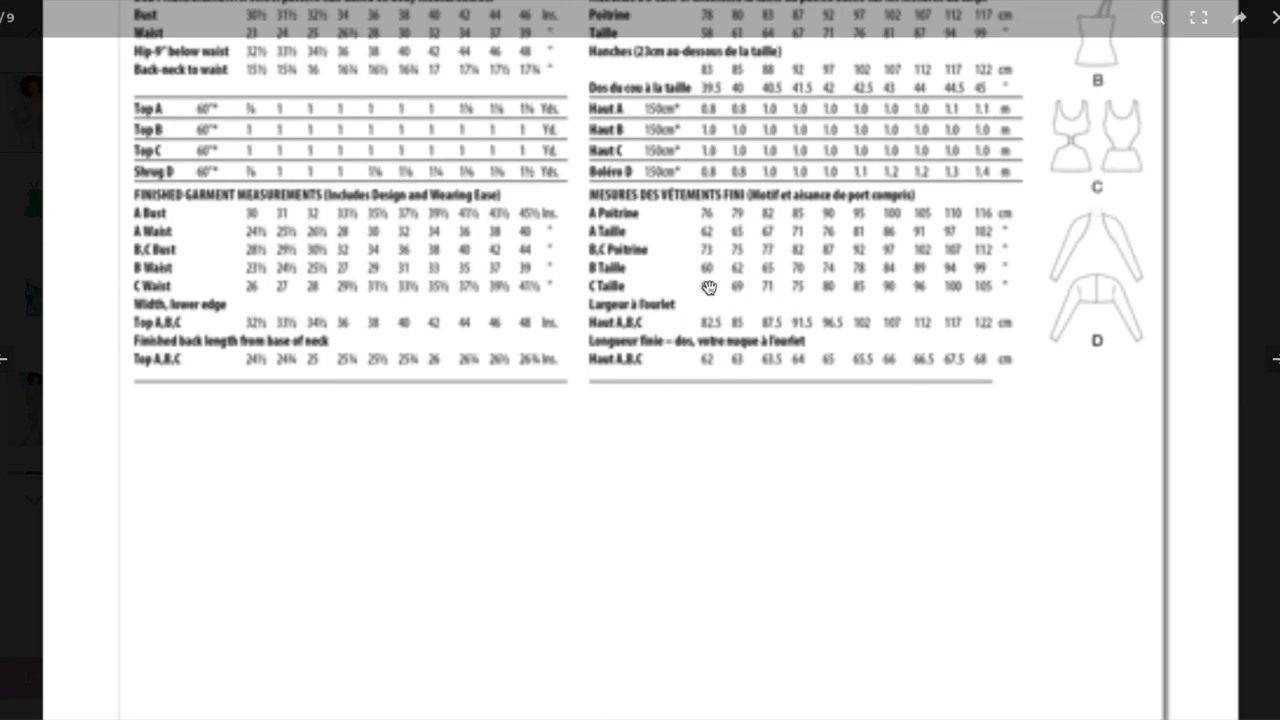 / 9
Bust 30½ 31½ 32½ 34 36 38 40 42 44 46 Ins.
Waist 23 24 25 26½ 28 30 32 34 37 39 "
Hip-9" below waist 32½ 33½ 34½ 36 38 40 42 44 46 48 "
Back-neck to waist 15½ 15¾ 16 16¼ 16½ 16¾ 17 17¼ 17½ 17¾ "
Top A 60"* ⅞ 1 1 1 1 1 1 Yds.
Top B 60"* 1 1 1 1 1 1 1 1 1 1 Yd.
Top C 60"* 1 1 1 1 1 1 1 1 1 1 Yd.
Shrug D 60"* ⅞ 1 1 1 Yds.
FINISHED GARMENT MEASUREMENTS (Includes Design and Wearing Ease)
A Bust 30 31 32 33½ 35½ 37½ 39½ 41½ 43½ 45½ Ins.
A Waist 24½ 25½ 26½ 28 30 32 34 36 38 40 "
B,C Bust 28½ 29½ 30½ 32 34 36 38 40 42 44 "
B Waist 23½ 24½ 25½ 27 29 31 33 35 37 39 "
C Waist 26 27 28 29½ 31½ 33½ 35½ 37½ 39½ 41½ "
Width, lower edge
Top A,B,C 32½ 33½ 34½ 36 38 40 42 44 46 48 Ins.
Finished back length from base of neck
Top A,B,C 24½ 24¾ 25 25¼ 25½ 25¾ 26 26¼ 26½ 26¾ Ins.
Poitrine 78 80 83 87 92 97 102 107 112 117 cm
Taille 58 61 64 67 71 76 81 87 94 99 "
Hanches (23cm au-dessous de la taille)
83 85 88 92 97 102 107 112 117 122 cm
Dos du cou à la taille 39.5 40 40.5 41.5 42 42.5 43 44 44.5 45 "
Haut A 150cm* 0.8 0.8 1.0 1.0 1.0 1.0 1.0 1.0 1.1 1.1 m
Haut B 150cm* 1.0 1.0 1.0 1.0 1.0 1.0 1.0 1.0 1.0 1.0 m
Haut C 150cm* 1.0 1.0 1.0 1.0 1.0 1.0 1.0 1.0 1.0 1.0 m
Boléro D 150cm* 0.8 0.8 1.0 1.0 1.0 1.1 1.2 1.2 1.3 1.4 m
MESURES DES VÊTEMENTS FINI (Motif et aisance de port compris)
A Poitrine 76 79 82 85 90 95 100 105 110 116 cm
A Taille 62 65 67 71 76 81 86 91 97 102 "
B,C Poitrine 73 75 77 82 87 92 97 102 107 112 "
B Taille 60 62 65 70 74 78 84 89 94 99 "
C Taille 69 71 75 80 85 90 96 100 105 "
Largeur à l'ourlet
Haut A,B,C 82.5 85 87.5 91.5 96.5 102 107 112 117 122 cm
Longueur finie – dos, votre nuque à l'ourlet
Haut A,B,C 62 63 63.5 64 65 65.5 66 66.5 67.5 68 cm
B
C
D